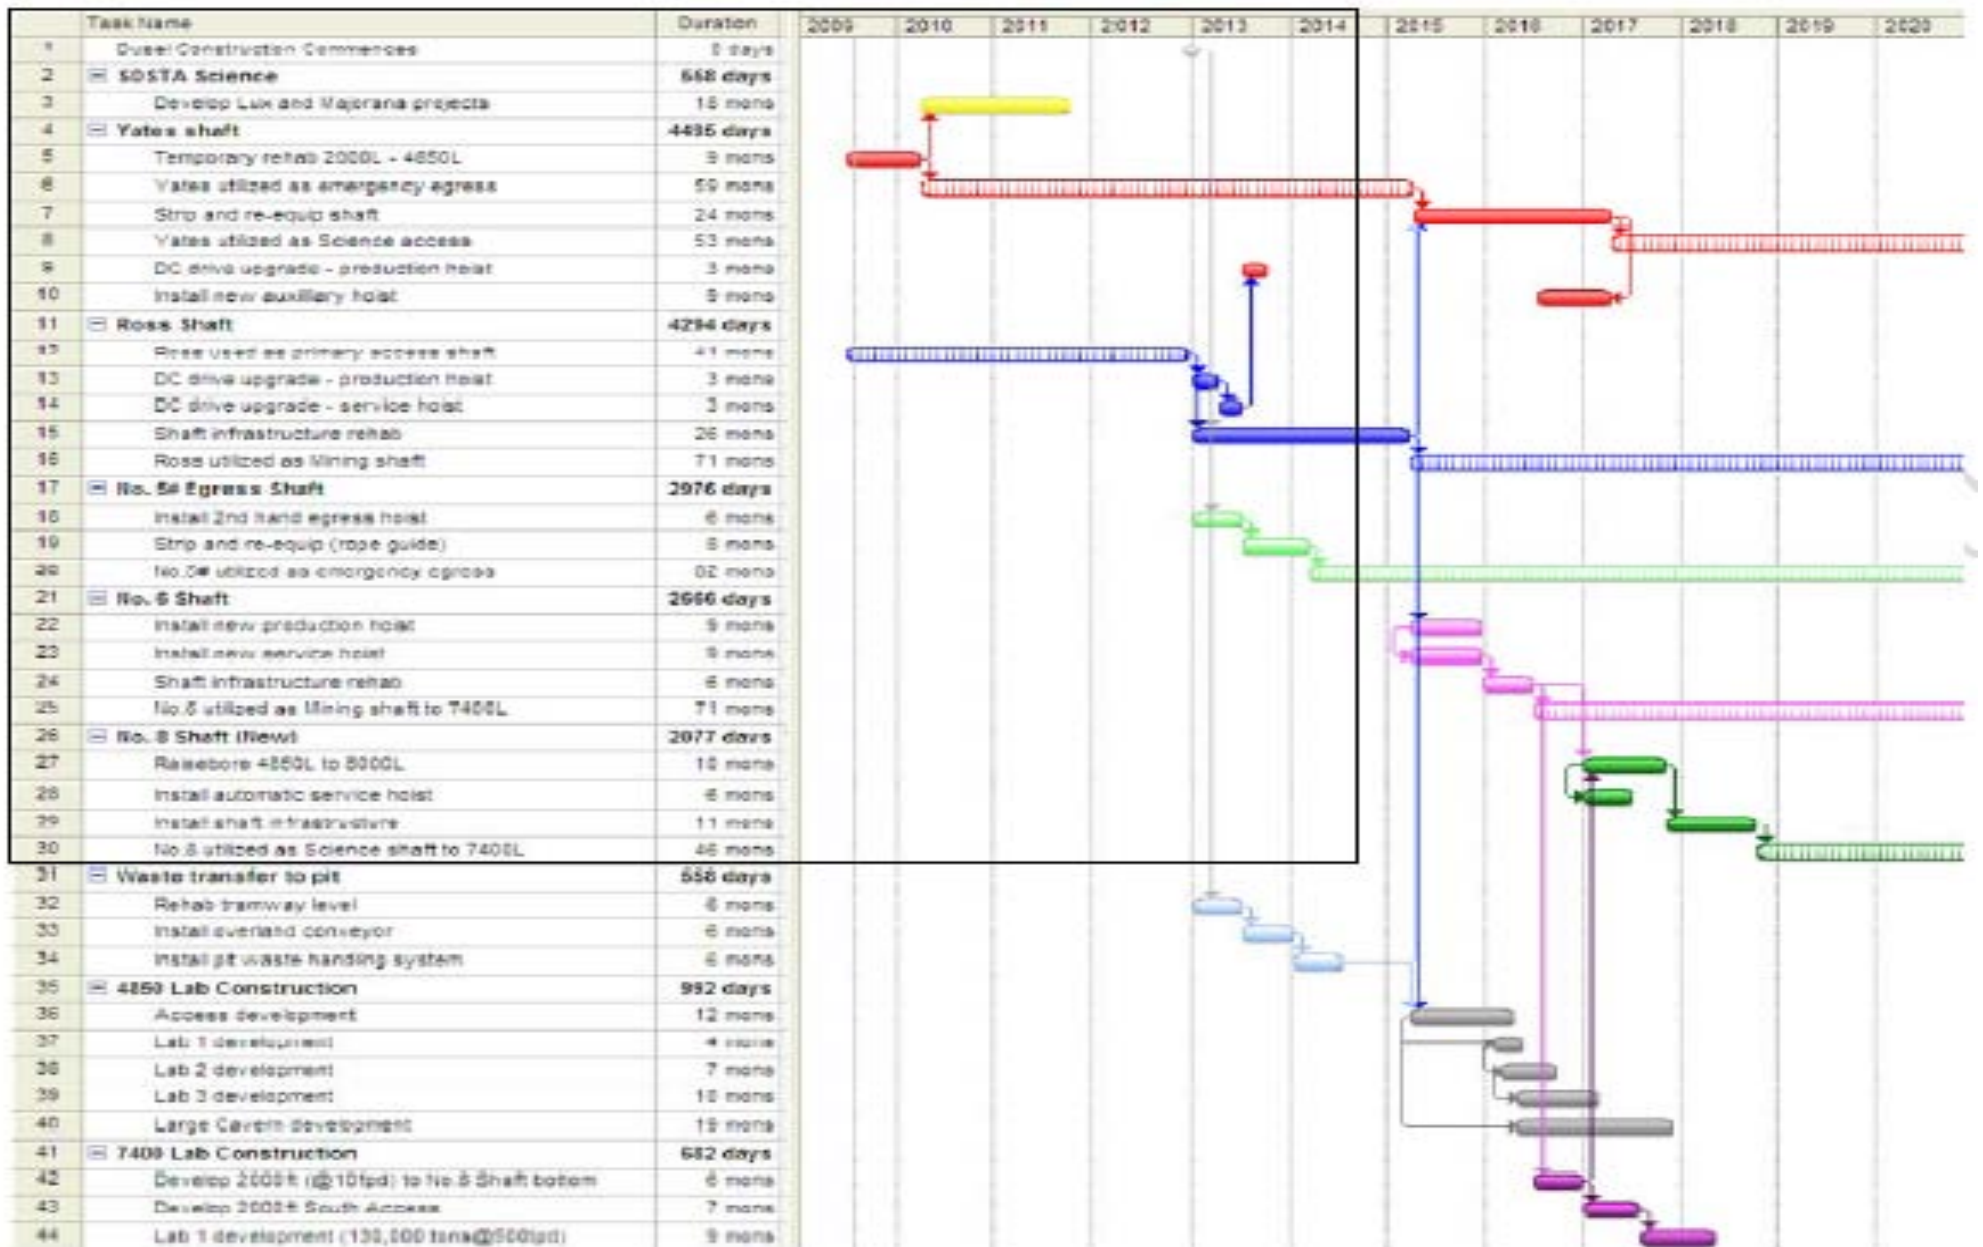 Task Name Duration 2009 2010 2011 2012 2013 2014 2015 2016 2017 2018 2019 2020
1 Dusel Construction Commences 0 days
2 SDSTA Science 558 days
3 Develop Lux and Majorana projects 18 mons
4 Yates shaft 4495 days
5 Temporary rehab 2000L - 4850L 9 mons
6 Yates utilized as emergency egress 59 mons
7 Strip and re-equip shaft 24 mons
8 Yates utilized as Science access 53 mons
9 DC drive upgrade - production hoist 3 mons
10 Install new auxillary hoist 9 mons
11 Ross Shaft 4294 days
12 Ross used as primary access shaft 41 mons
13 DC drive upgrade - production hoist 3 mons
14 DC drive upgrade - service hoist 3 mons
15 Shaft infrastructure rehab 26 mons
16 Ross utilized as Mining shaft 71 mons
17 No. 5# Egress Shaft 2976 days
18 Install 2nd hand egress hoist 6 mons
19 Strip and re-equip (rope guide) 8 mons
20 No.5# utilized as emergency egress 82 mons
21 No. 6 Shaft 2666 days
22 Install new production hoist 9 mons
23 Install new service hoist 9 mons
24 Shaft infrastructure rehab 6 mons
25 No.6 utilized as Mining shaft to 7400L 71 mons
26 No. 8 Shaft (New) 2077 days
27 Raisebore 4850L to 8000L 10 mons
28 Install automatic service hoist 6 mons
29 Install shaft infrastructure 11 mons
30 No.8 utilized as Science shaft to 7400L 46 mons
31 Waste transfer to pit 558 days
32 Rehab tramway level 6 mons
33 Install overland conveyor 6 mons
34 Install pit waste handling system 6 mons
35 4850 Lab Construction 992 days
36 Access development 12 mons
37 Lab 1 development 4 mons
38 Lab 2 development 7 mons
39 Lab 3 development 10 mons
40 Large Cavern development 19 mons
41 7400 Lab Construction 682 days
42 Develop 2000ft (@10fpd) to No.8 Shaft bottom 6 mons
43 Develop 2000ft South Access 7 mons
44 Lab 1 development (130,000 tons@500tpd) 9 mons